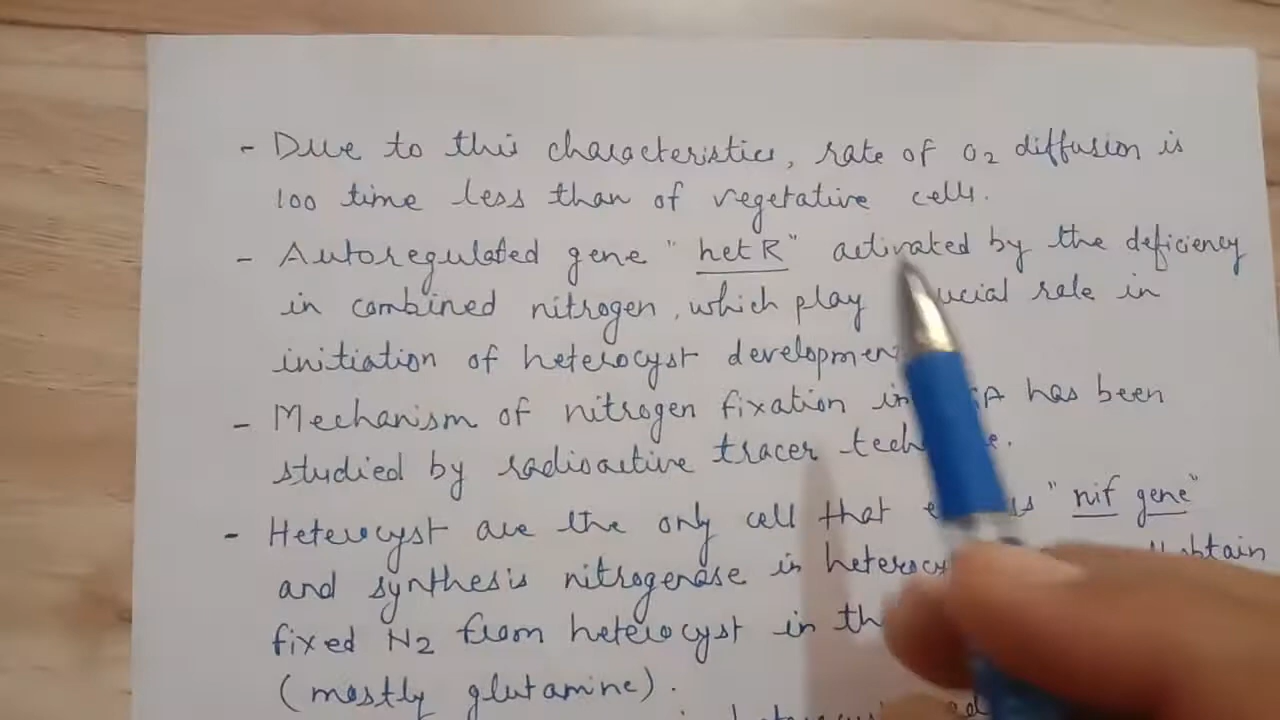 - Due to this characteristics, rate of O2 diffusion is
100 time less than of vegetative cells.
- Autoregulated gene "hetR" activated by the deficiency
in combined nitrogen, which play role in
initiation of heterocyst
- Mechanism of nitrogen fixation in has been
studied by radioactive tracer
- Heterocyst are the only cell that "nif gene"
and synthesis nitrogenase in
fixed N2 from heterocyst in
(mostly glutamine).